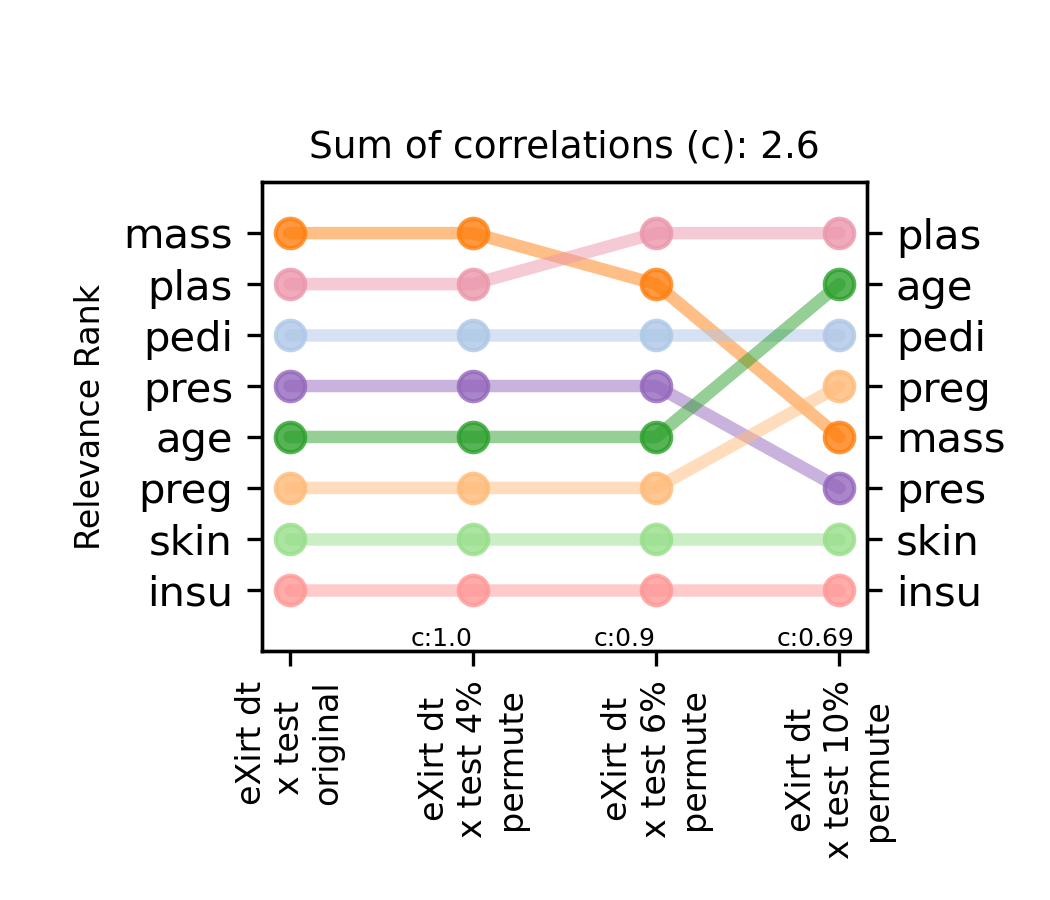 Sum of correlations (c): 2.6
Relevance Rank
mass
plas
pedi
pres
age
preg
skin
insu
plas
age
pedi
preg
mass
pres
skin
insu
c:1.0
c:0.9
c:0.69
eXirt dt
x test
original
eXirt dt
x test 4%
permute
eXirt dt
x test 6%
permute
eXirt dt
x test 10%
permute